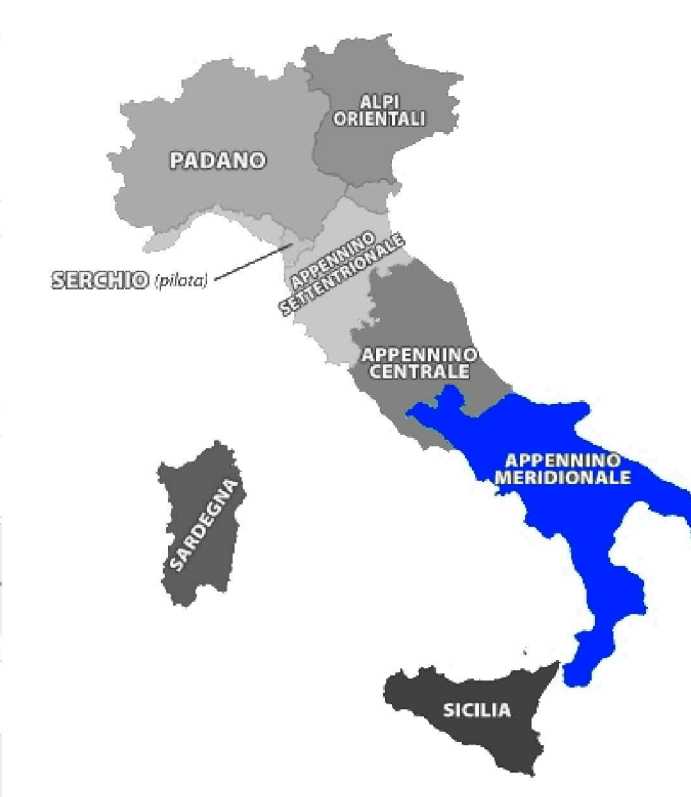 ALPI
ORIENTALI
PADANO
SERCHIO (pilota)
APPENNINO
SETTENTRIONALE
APPENNINO
CENTRALE
APPENNINO
MERIDIONALE
SARDEGNA
SICILIA